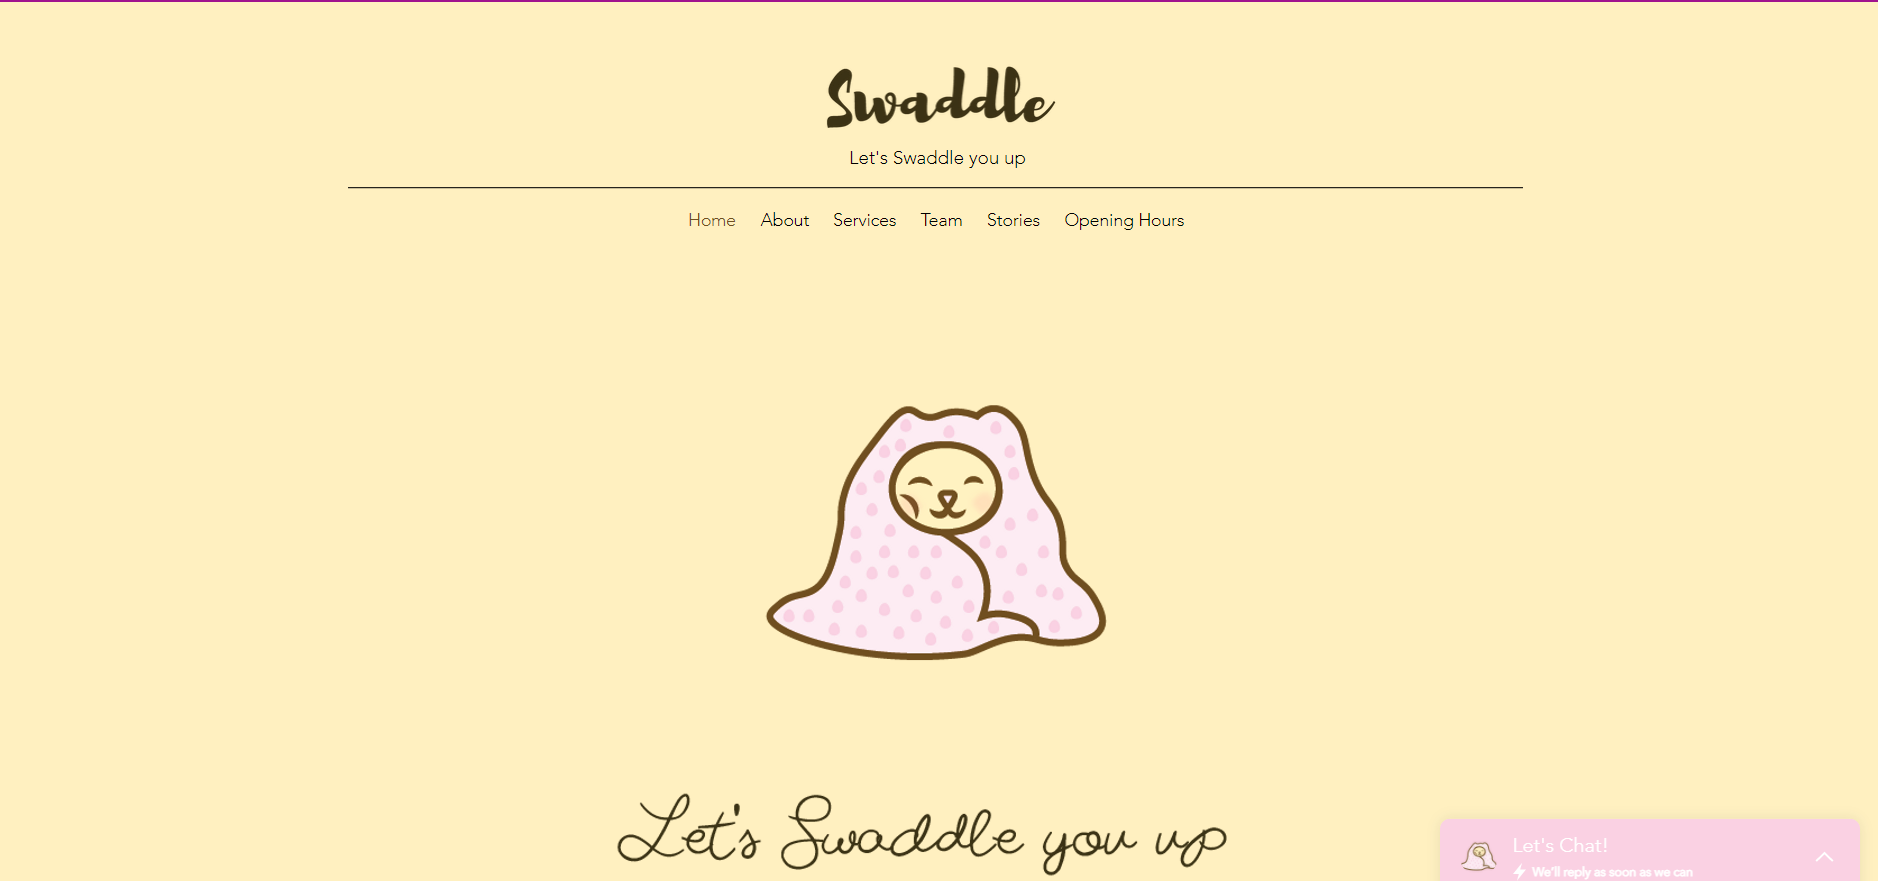 Swaddle
Let's Swaddle you up
Home About Services Team Stories Opening Hours
Let's Swaddle you up
Let's Chat!
We'll reply as soon as we can